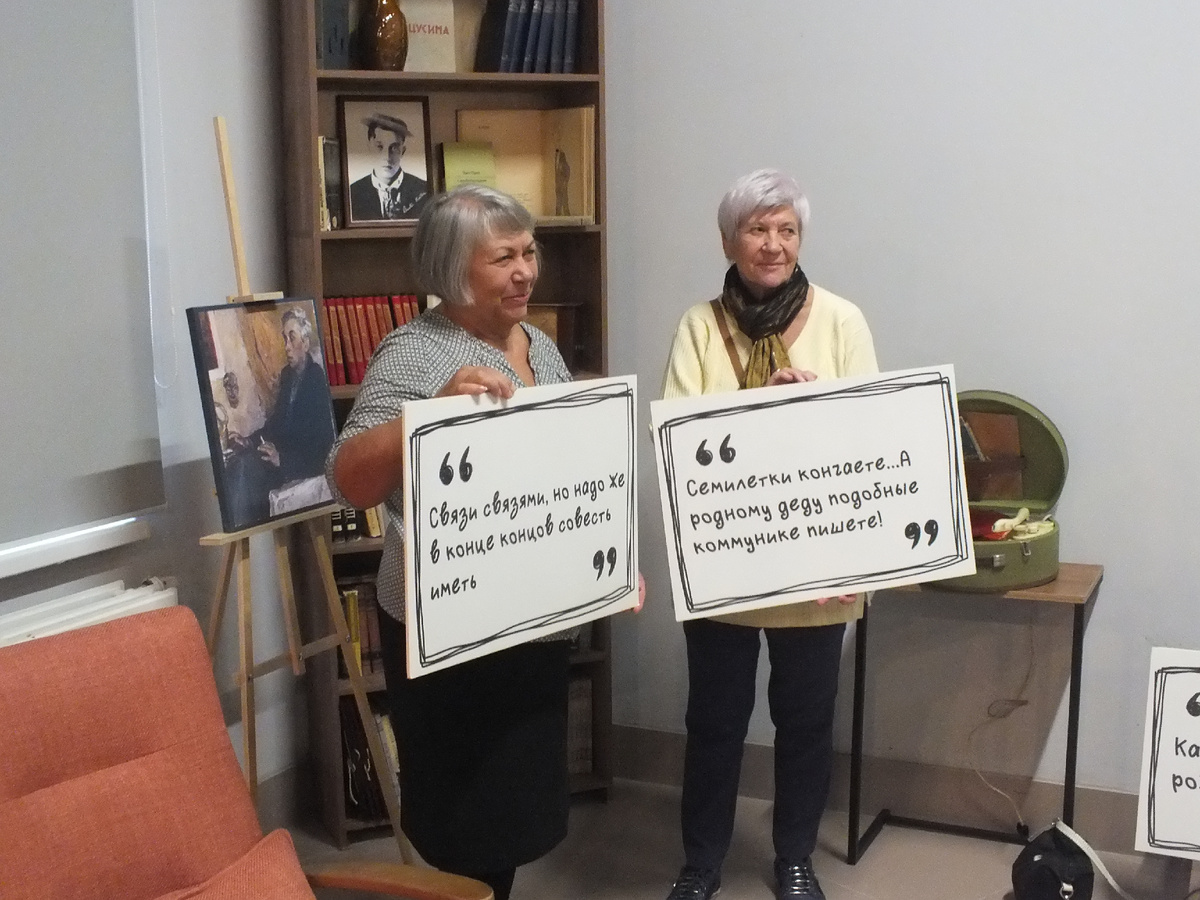 ЦУСИМА
Связи связями, но надо же
в конце концов совесть
иметь
Семилетки кончаете...А
родному деду подобные
коммунике пишете!